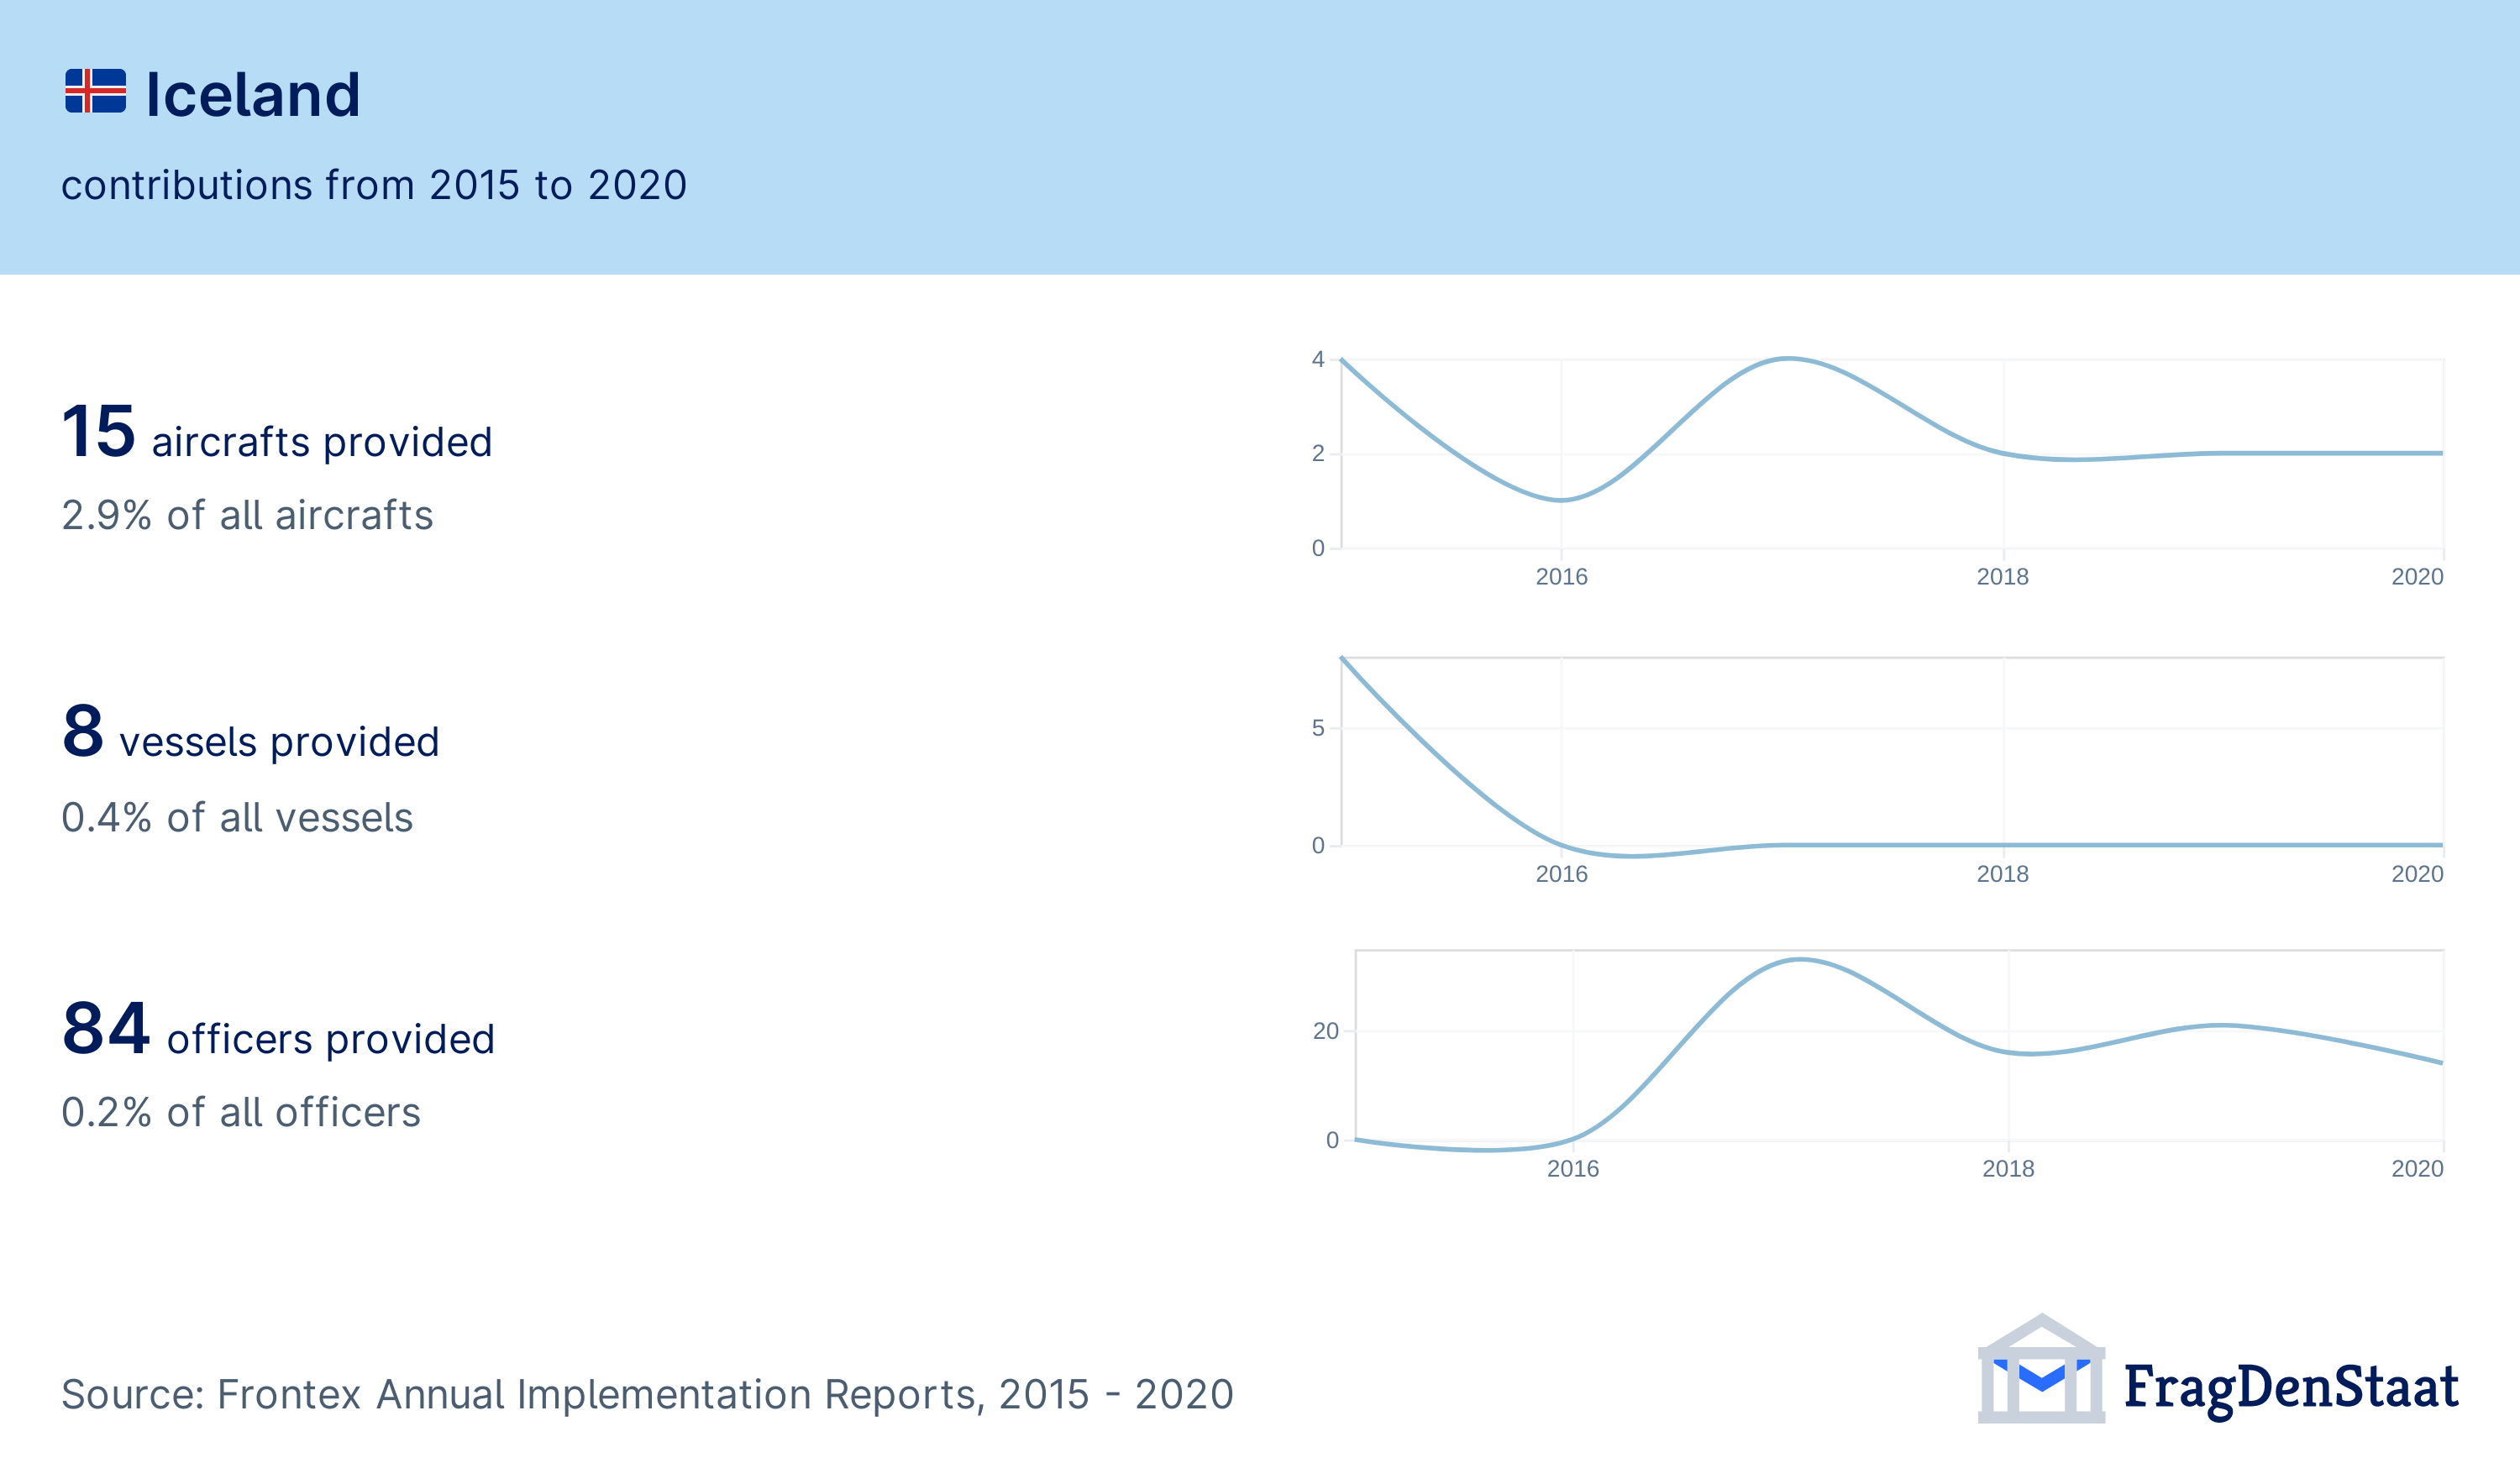 Iceland
contributions from 2015 to 2020
15 aircrafts provided
2.9% of all aircrafts
4
2
0
2016 2018 2020
8 vessels provided
0.4% of all vessels
5
0
2016 2018 2020
84 officers provided
0.2% of all officers
20
0
2016 2018 2020
Source: Frontex Annual Implementation Reports, 2015 - 2020
FragDenStaat